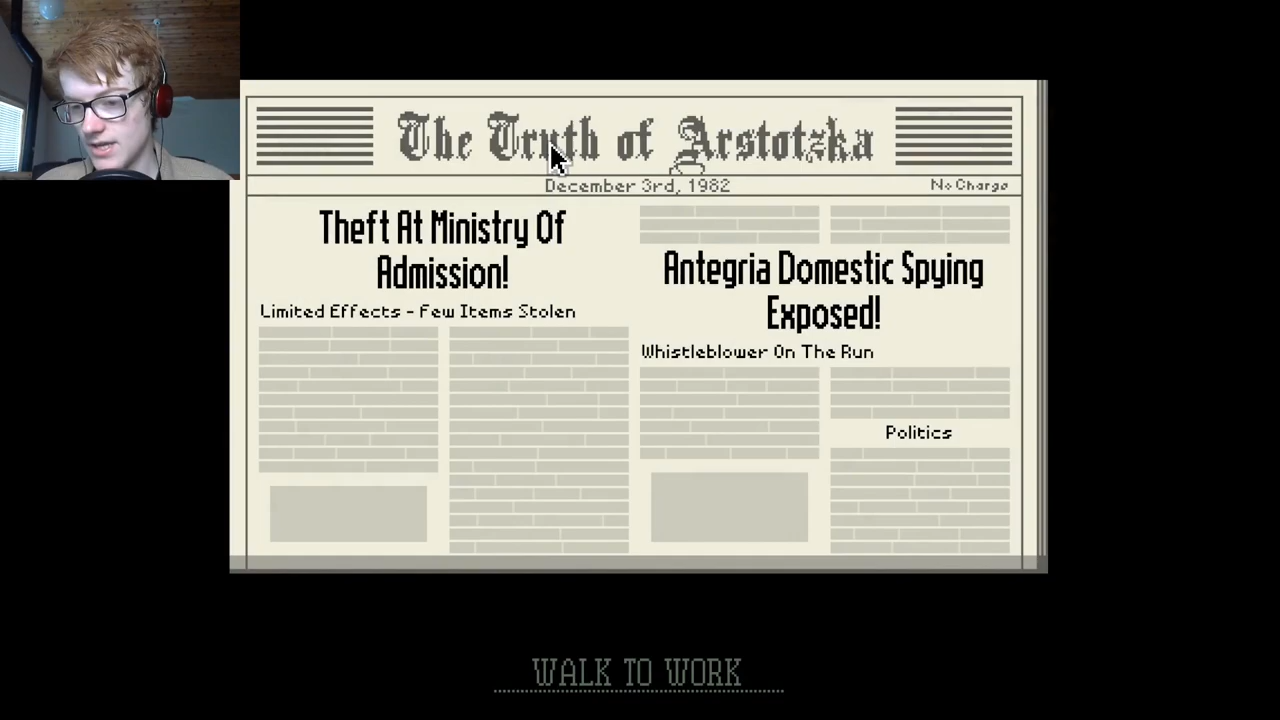 The Truth of Arstotzka
December 3rd, 1982
No Charge
Theft At Ministry Of
Admission!
Limited Effects - Few Items Stolen
Antegria Domestic Spying
Exposed!
Whistleblower On The Run
Politics
WALK TO WORK